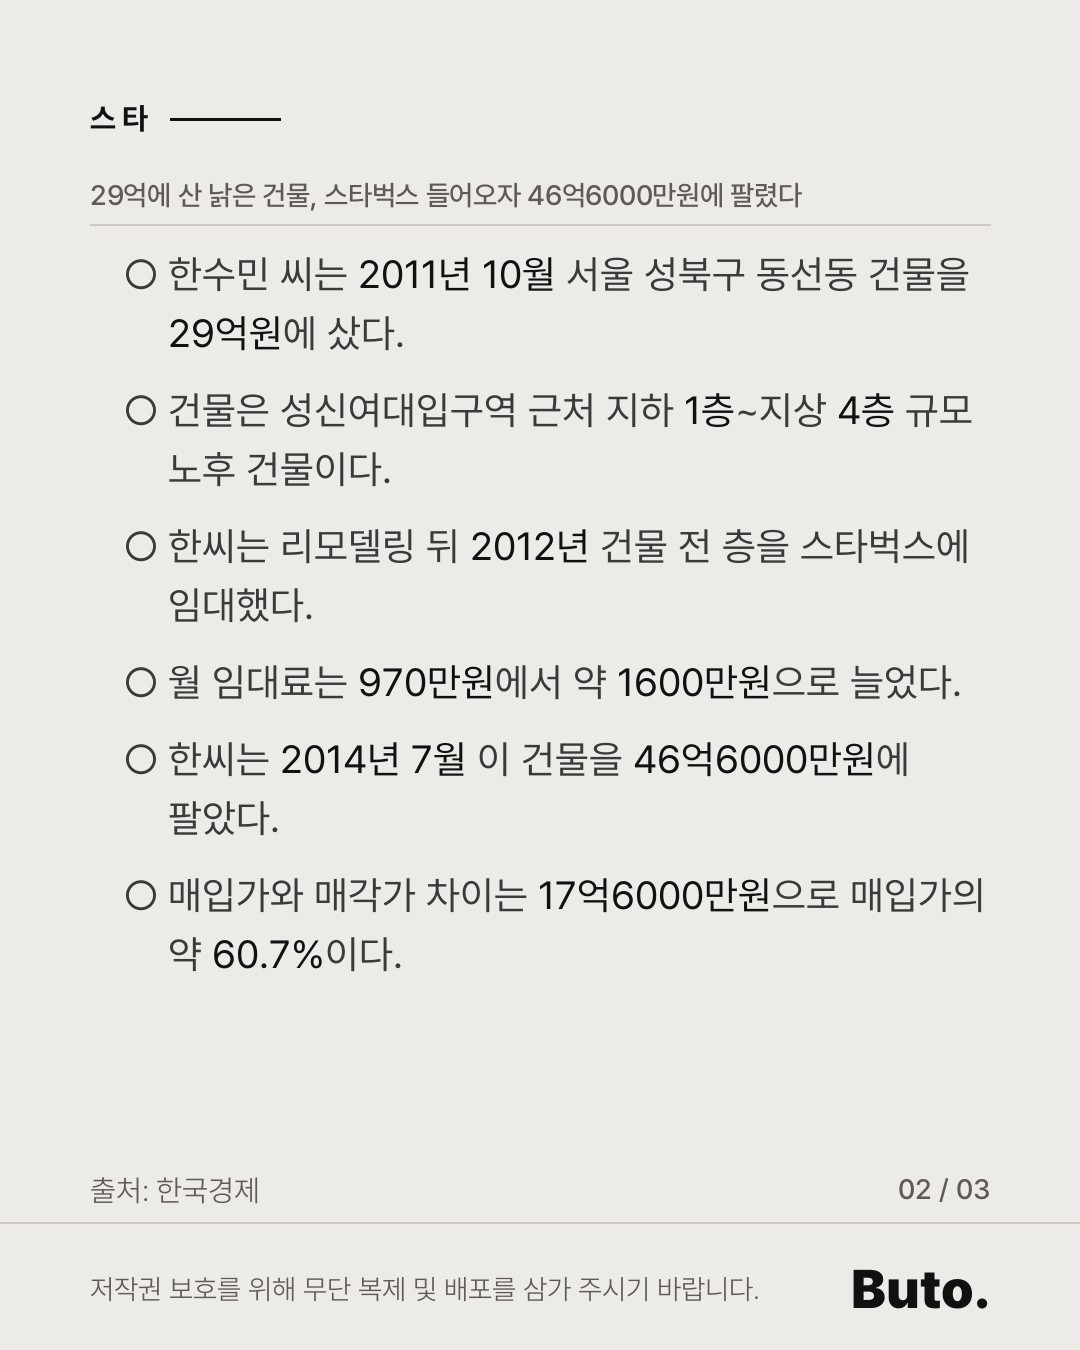 스타
29억에 산 낡은 건물, 스타벅스 들어오자 46억6000만원에 팔렸다
○ 한수민 씨는 2011년 10월 서울 성북구 동선동 건물을
29억원에 샀다.
○ 건물은 성신여대입구역 근처 지하 1층~지상 4층 규모
노후 건물이다.
○ 한씨는 리모델링 뒤 2012년 건물 전 층을 스타벅스에
임대했다.
○ 월 임대료는 970만원에서 약 1600만원으로 늘었다.
○ 한씨는 2014년 7월 이 건물을 46억6000만원에
팔았다.
○ 매입가와 매각가 차이는 17억6000만원으로 매입가의
약 60.7%이다.
출처: 한국경제
02 / 03
저작권 보호를 위해 무단 복제 및 배포를 삼가 주시기 바랍니다.
Buto.